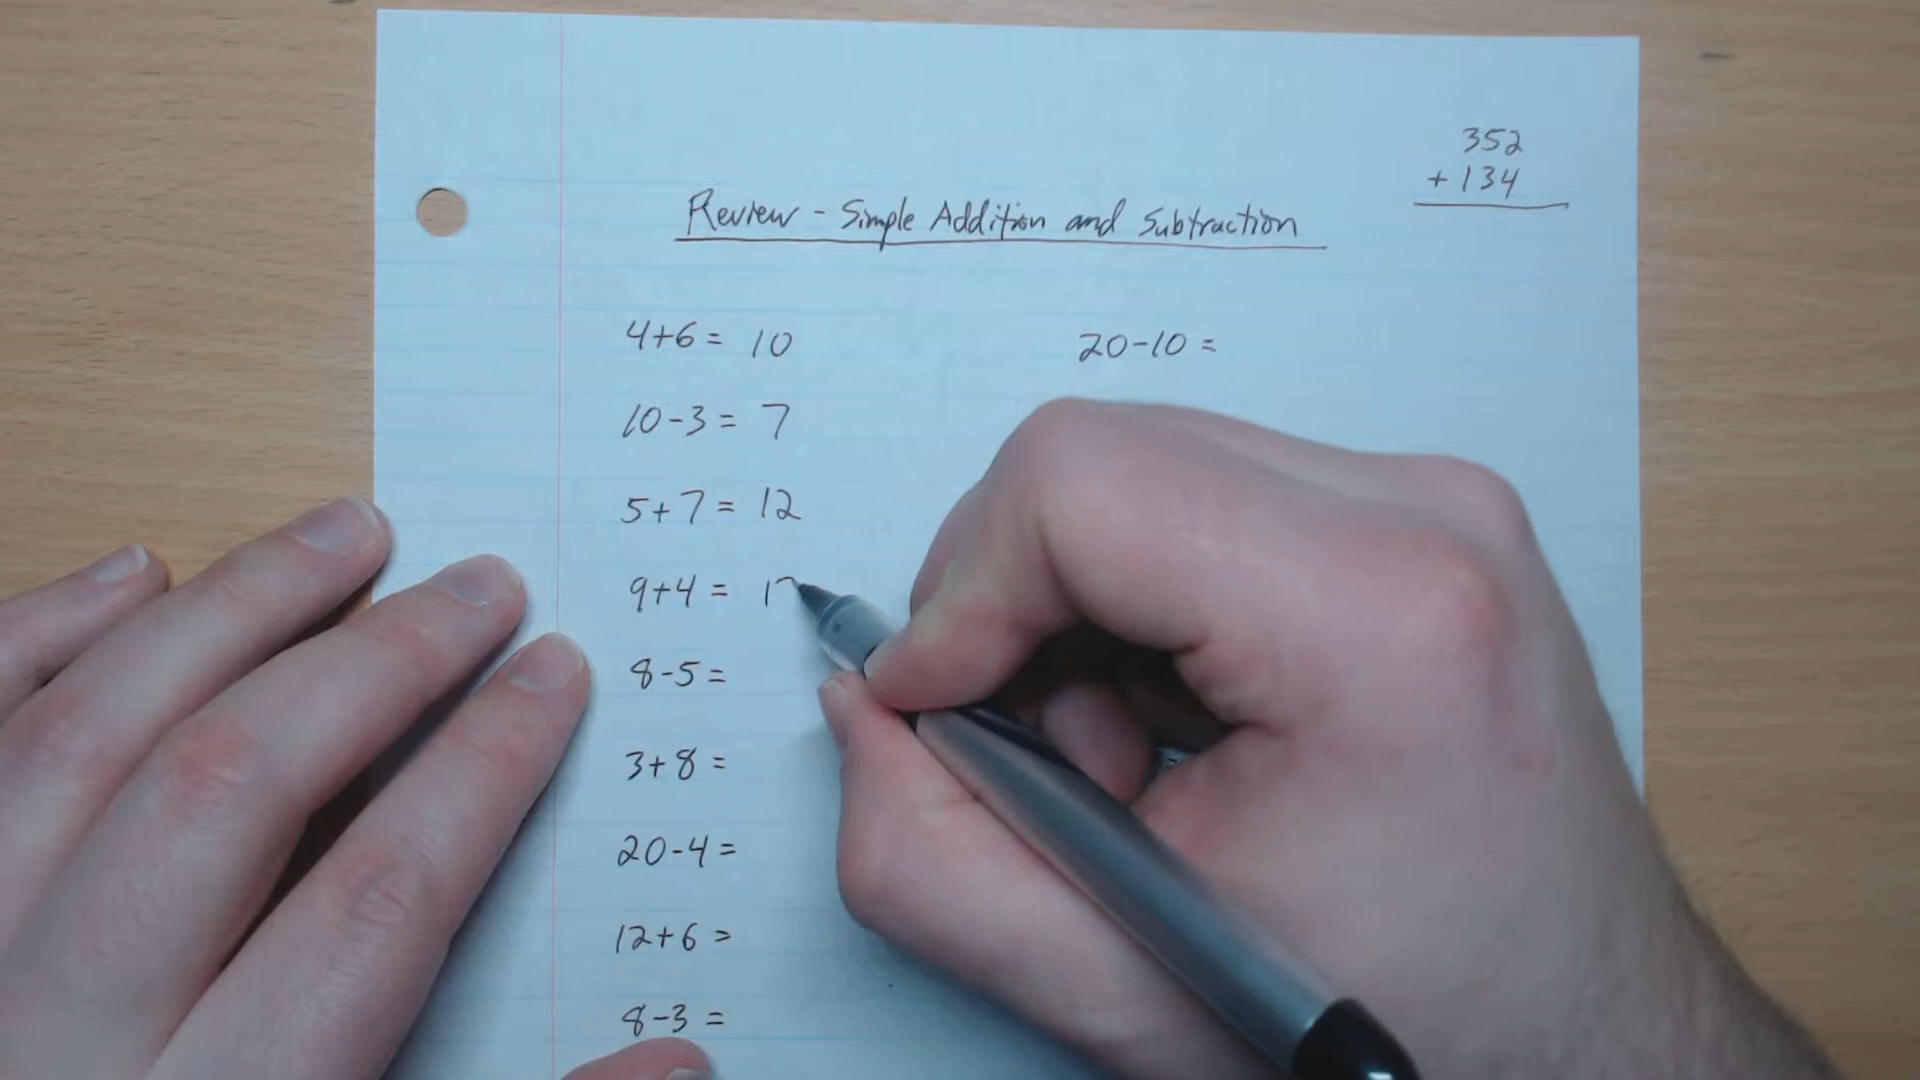 352
+ 134
Review - Simple Addition and Subtraction
4+6= 10
20-10 =
10-3 = 7
5+7 = 12
9+4 = 1
8-5=
3+8 =
20-4=
12+6 =
8-3 =